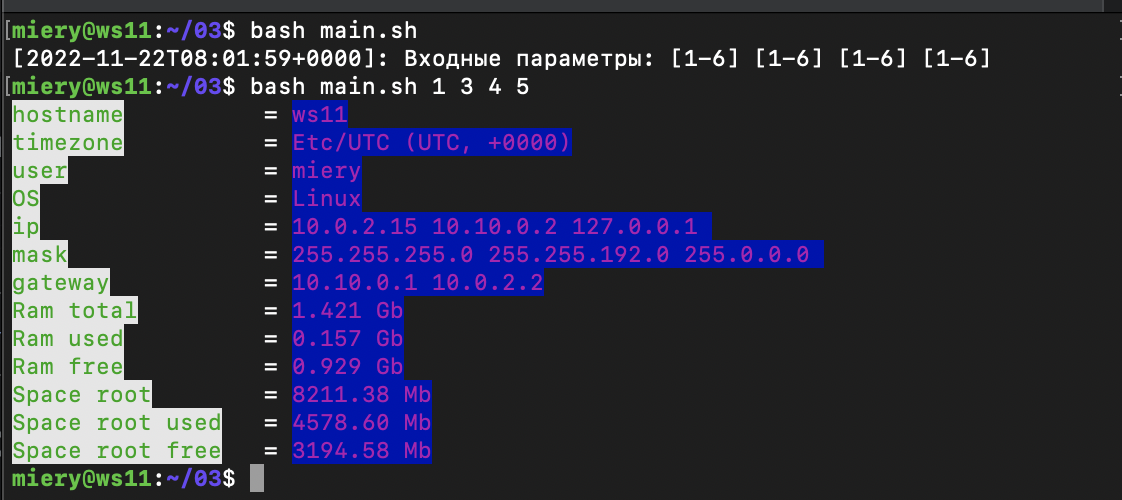 [miery@ws11:~/03$ bash main.sh
[2022-11-22T08:01:59+0000]: Входные параметры: [1-6] [1-6] [1-6] [1-6]
[miery@ws11:~/03$ bash main.sh 1 3 4 5
hostname = ws11
timezone = Etc/UTC (UTC, +0000)
user = miery
OS = Linux
ip = 10.0.2.15 10.10.0.2 127.0.0.1
mask = 255.255.255.0 255.255.192.0 255.0.0.0
gateway = 10.10.0.1 10.0.2.2
Ram total = 1.421 Gb
Ram used = 0.157 Gb
Ram free = 0.929 Gb
Space root = 8211.38 Mb
Space root used = 4578.60 Mb
Space root free = 3194.58 Mb
miery@ws11:~/03$